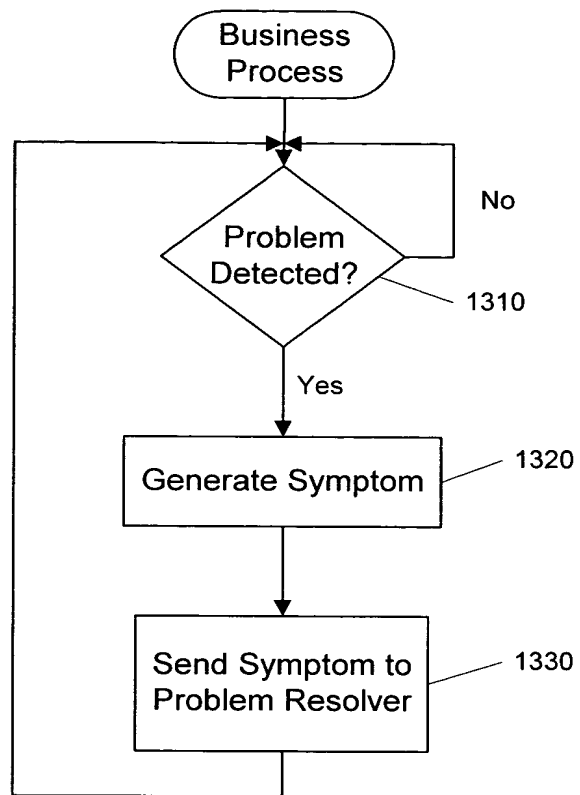 Business
Process
No
Problem
Detected?
1310
Yes
Generate Symptom
1320
Send Symptom to
Problem Resolver
1330